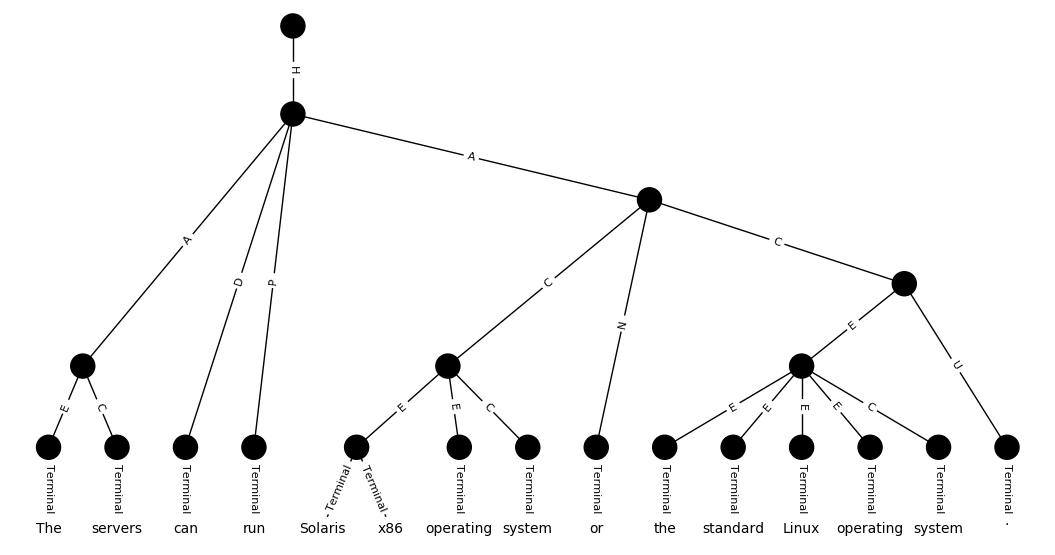 H
A
A
D
P
C
C
N
E
E
C
E
E
C
U
E
E
E
E
C
Terminal Terminal Terminal Terminal Terminal Terminal Terminal Terminal Terminal Terminal Terminal Terminal Terminal Terminal Terminal
The servers can run Solaris x86 operating system or the standard Linux operating system .